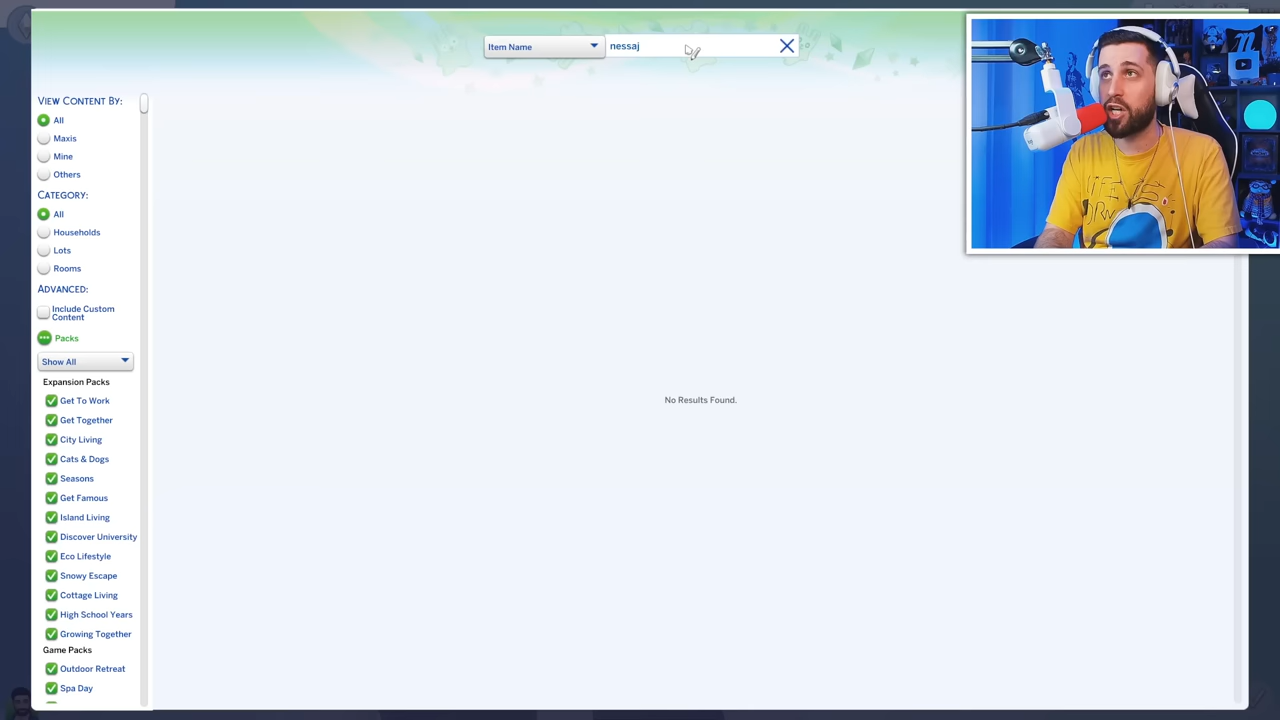 Item Name
nessaj
VIEW CONTENT BY:
All
Maxis
Mine
Others
CATEGORY:
All
Households
Lots
Rooms
ADVANCED:
Include Custom
Content
Packs
Show All
Expansion Packs
Get To Work
Get Together
City Living
Cats & Dogs
Seasons
Get Famous
Island Living
Discover University
Eco Lifestyle
Snowy Escape
Cottage Living
High School Years
Growing Together
Game Packs
Outdoor Retreat
Spa Day
No Results Found.